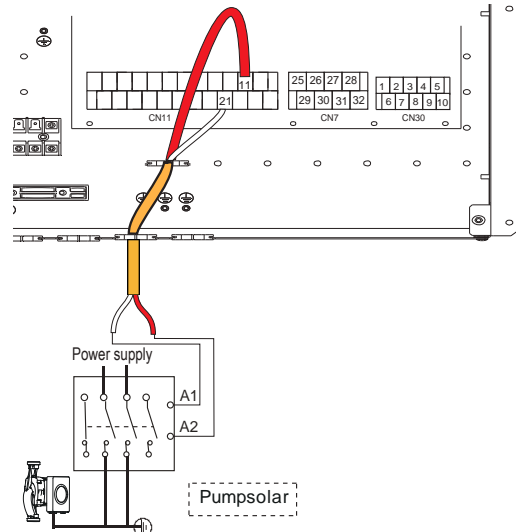 11
25 26 27 28
1 2 3 4 5
21
29 30 31 32
6 7 8 9 10
CN11
CN7
CN30
Power supply
A1
A2
Pumpsolar